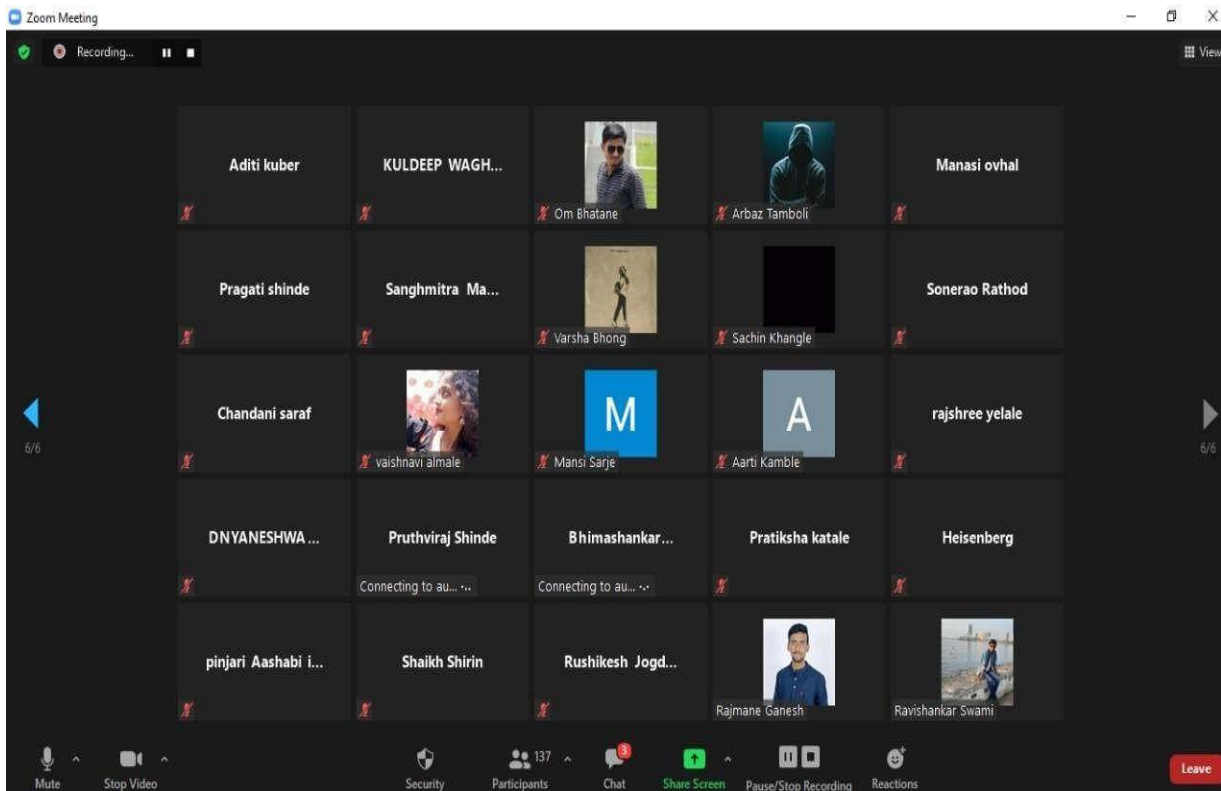 Zoom Meeting
Recording...
View
Aditi kuber
KULDEEP WAGH...
Om Bhatane
Arbaz Tamboli
Manasi ovhal
Pragati shinde
Sanghmitra Ma...
Varsha Bhong
Sachin Khangle
Sonerao Rathod
Chandani saraf
vaishnavi almale
M
Mansi Sarje
A
Aarti Kamble
rajshree yelale
6/6
6/6
DNYANESHWA...
Pruthviraj Shinde
Connecting to au...
Bhimashankar...
Connecting to au...
Pratiksha katale
Heisenberg
pinjari Aashabi i...
Shaikh Shirin
Rushikesh Jogd...
Rajmane Ganesh
Ravishankar Swami
Mute
Stop Video
Security
137
Participants
3
Chat
Share Screen
Pause/Stop Recording
Reactions
Leave